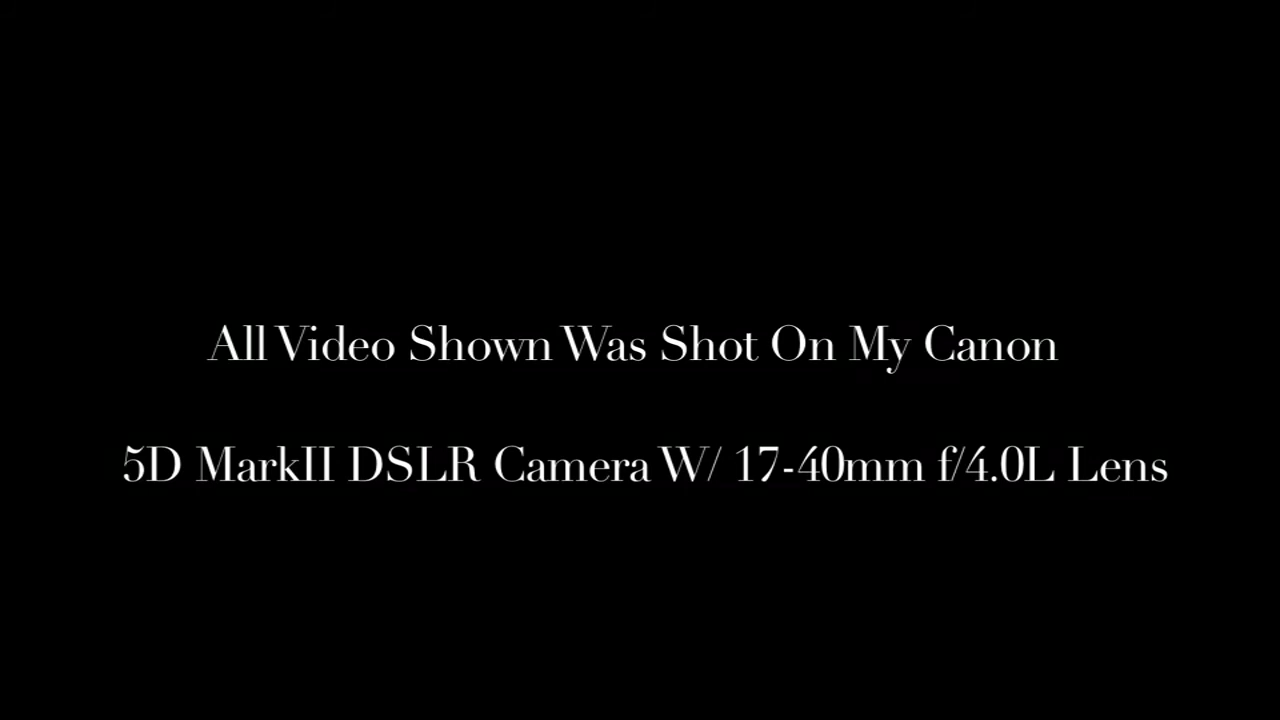 All Video Shown Was Shot On My Canon
5D MarkII DSLR Camera W/ 17-40mm f/4.0L Lens